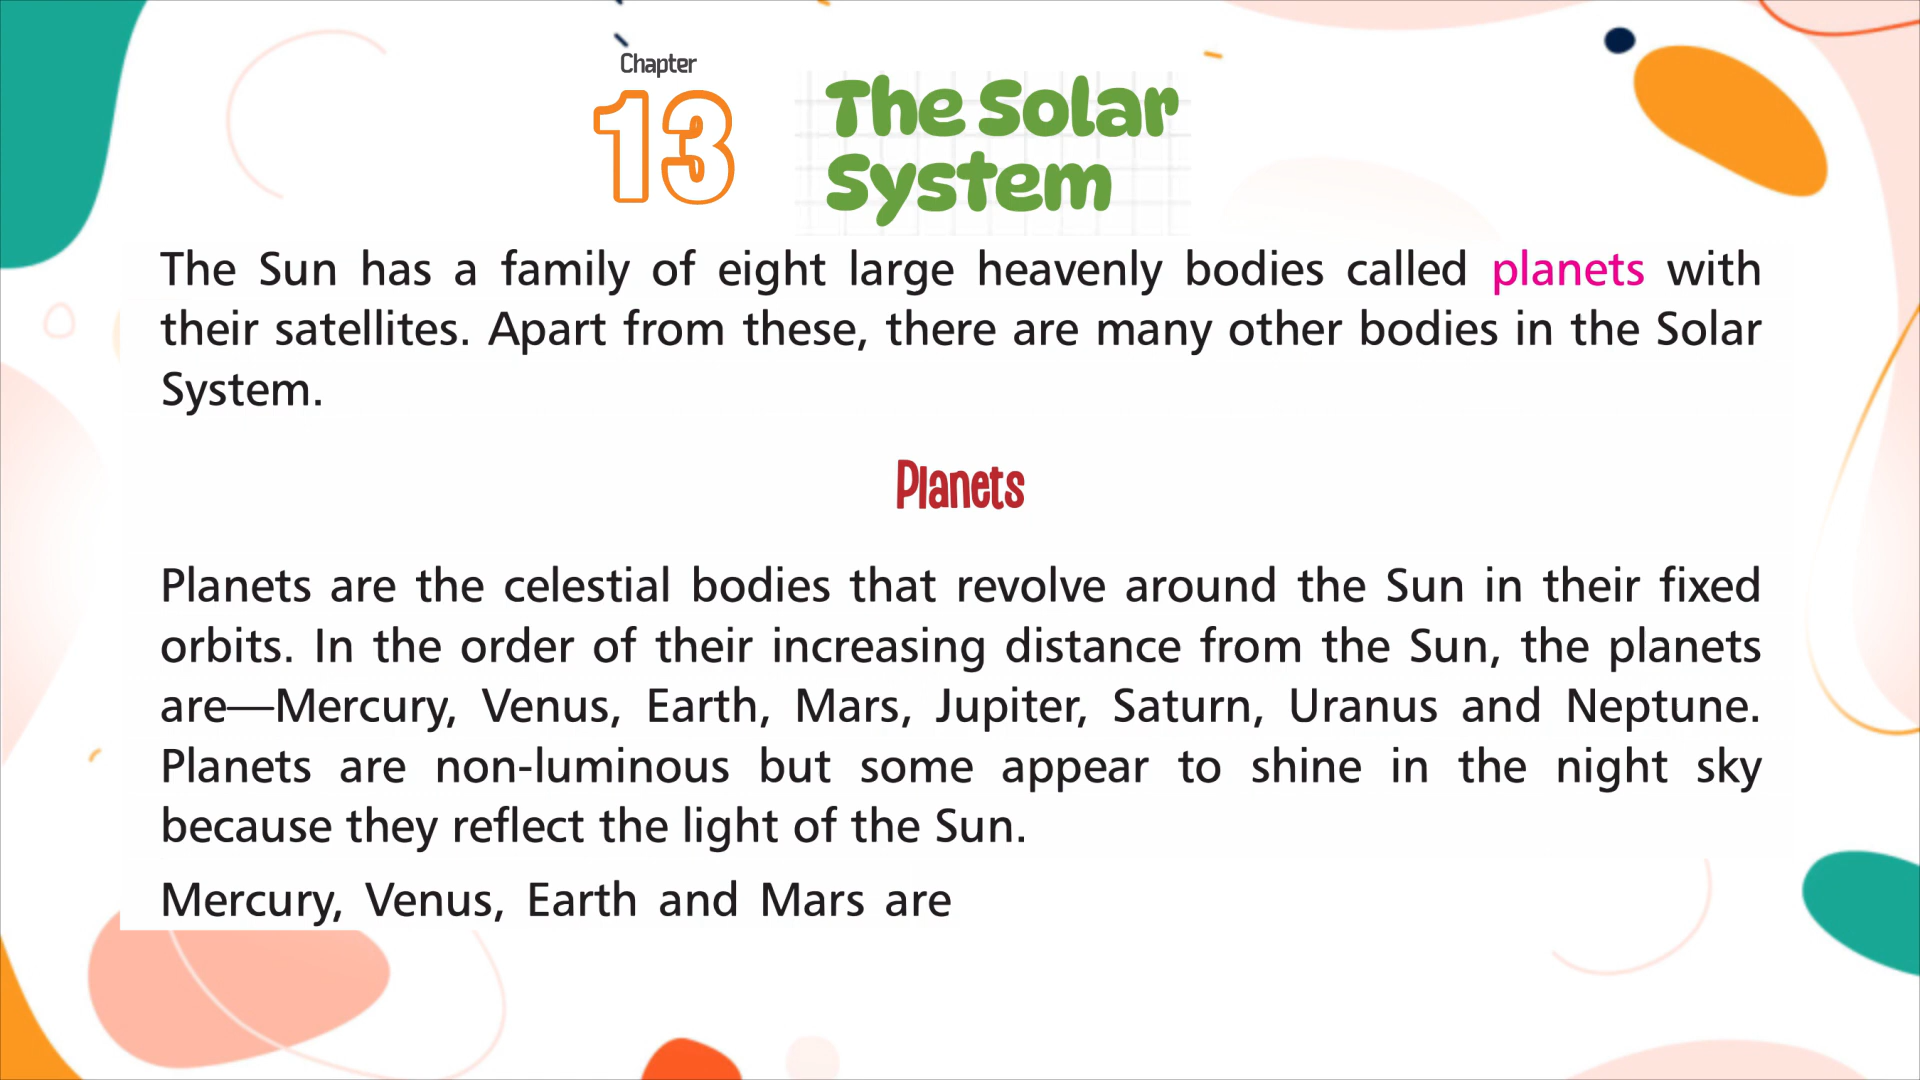 Chapter
13
The Solar
System
The Sun has a family of eight large heavenly bodies called planets with
their satellites. Apart from these, there are many other bodies in the Solar
System.
Planets
Planets are the celestial bodies that revolve around the Sun in their fixed
orbits. In the order of their increasing distance from the Sun, the planets
are—Mercury, Venus, Earth, Mars, Jupiter, Saturn, Uranus and Neptune.
Planets are non-luminous but some appear to shine in the night sky
because they reflect the light of the Sun.
Mercury, Venus, Earth and Mars are